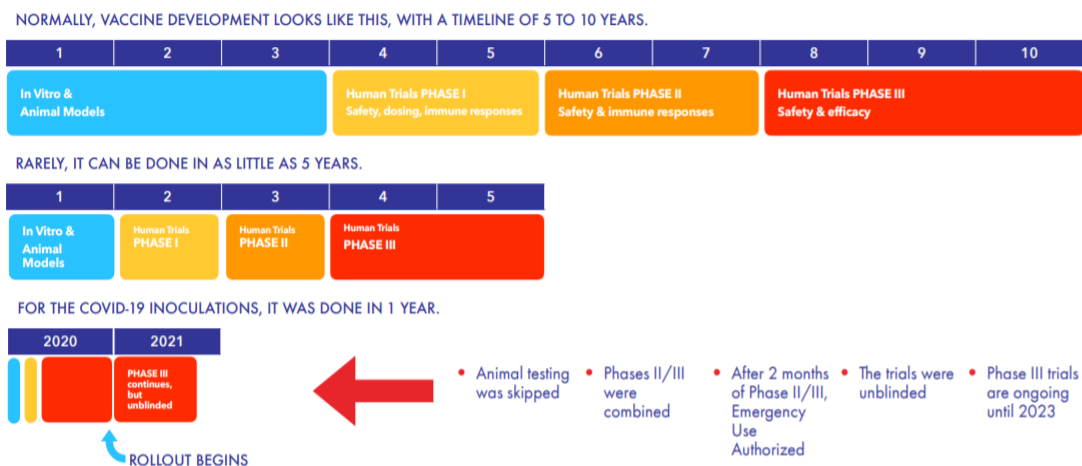 NORMALLY, VACCINE DEVELOPMENT LOOKS LIKE THIS, WITH A TIMELINE OF 5 TO 10 YEARS.
1 2 3 4 5 6 7 8 9 10
In Vitro &
Animal Models
Human Trials PHASE I
Safety, dosing, immune responses
Human Trials PHASE II
Safety & immune responses
Human Trials PHASE III
Safety & efficacy
RARELY, IT CAN BE DONE IN AS LITTLE AS 5 YEARS.
1 2 3 4 5
In Vitro &
Animal
Models
Human Trials
PHASE I
Human Trials
PHASE II
Human Trials
PHASE III
FOR THE COVID-19 INOCULATIONS, IT WAS DONE IN 1 YEAR.
2020 2021
PHASE III
continues,
but
unblinded
ROLLOUT BEGINS
• Animal testing
was skipped
• Phases II/III
were
combined
• After 2 months
of Phase II/III,
Emergency
Use
Authorized
• The trials were
unblinded
• Phase III trials
are ongoing
until 2023